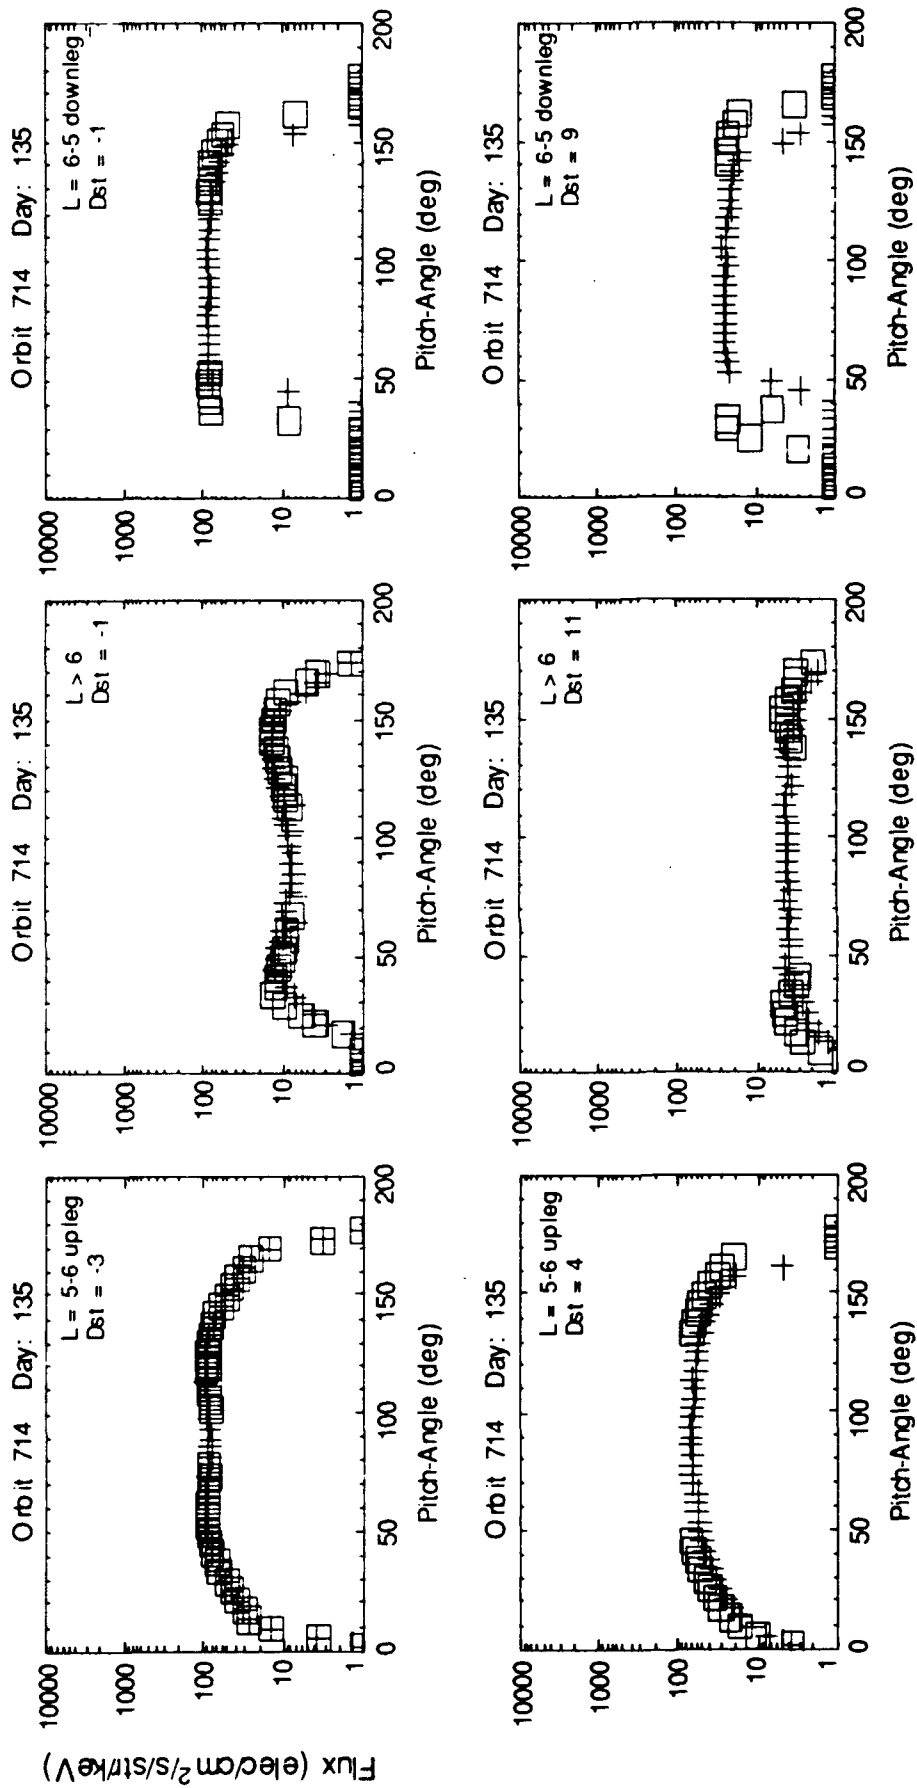 Flux (elec/cm²/s/str/keV)
Orbit 714 Day: 135
L = 5-6 upleg
Dst = -3
10000
1000
100
10
1
0 50 100 150 200
Pitch-Angle (deg)
Orbit 714 Day: 135
L > 6
Dst = -1
10000
1000
100
10
1
0 50 100 150 200
Pitch-Angle (deg)
Orbit 714 Day: 135
L = 6-5 downleg
Dst = -1
10000
1000
100
10
1
0 50 100 150 200
Pitch-Angle (deg)
Orbit 714 Day: 135
L = 5-6 upleg
Dst = 4
10000
1000
100
10
1
0 50 100 150 200
Pitch-Angle (deg)
Orbit 714 Day: 135
L > 6
Dst = 11
10000
1000
100
10
1
0 50 100 150 200
Pitch-Angle (deg)
Orbit 714 Day: 135
L = 6-5 downleg
Dst = 9
10000
1000
100
10
1
0 50 100 150 200
Pitch-Angle (deg)